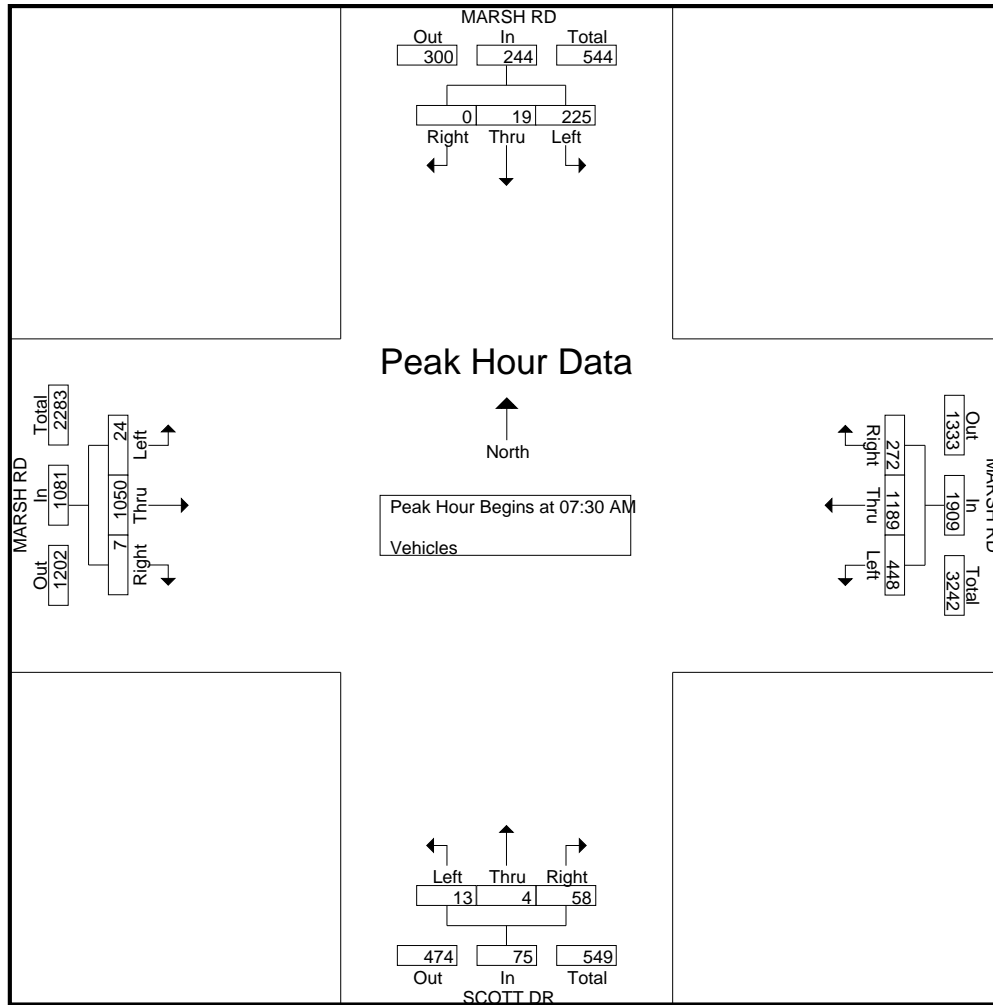 MARSH RD
Out In Total
300 244 544
0 19 225
Right Thru Left
Peak Hour Data
North
Peak Hour Begins at 07:30 AM
Vehicles
MARSH RD
Out In Total
1202 1081 2283
7 1050 24
Right Thru Left
MARSH RD
Out In Total
1333 1909 3242
272 1189 448
Right Thru Left
Left Thru Right
13 4 58
474 75 549
Out In Total
SCOTT DR